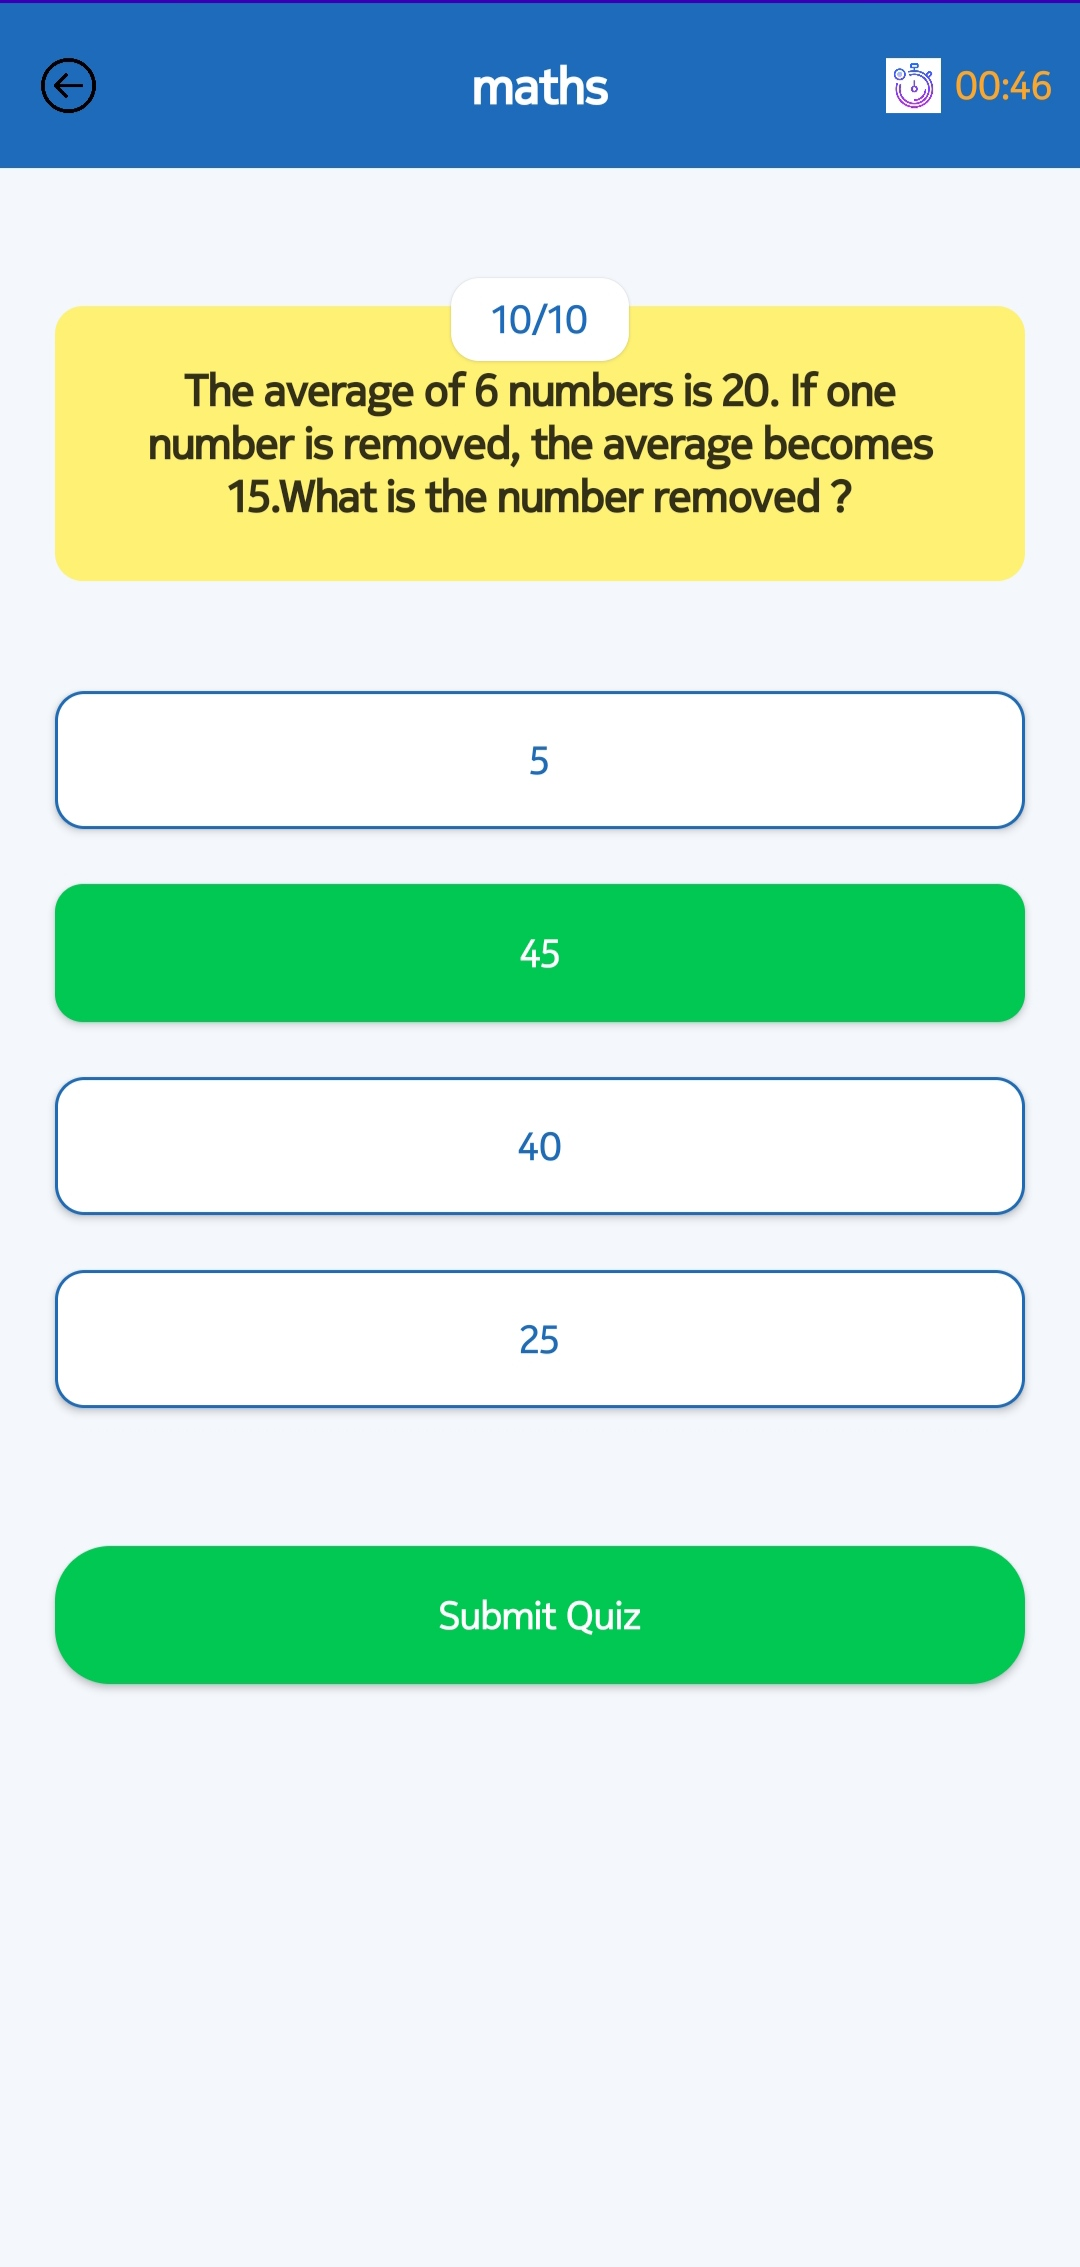 maths
00:46
10/10
The average of 6 numbers is 20. If one
number is removed, the average becomes
15.What is the number removed ?
5
45
40
25
Submit Quiz